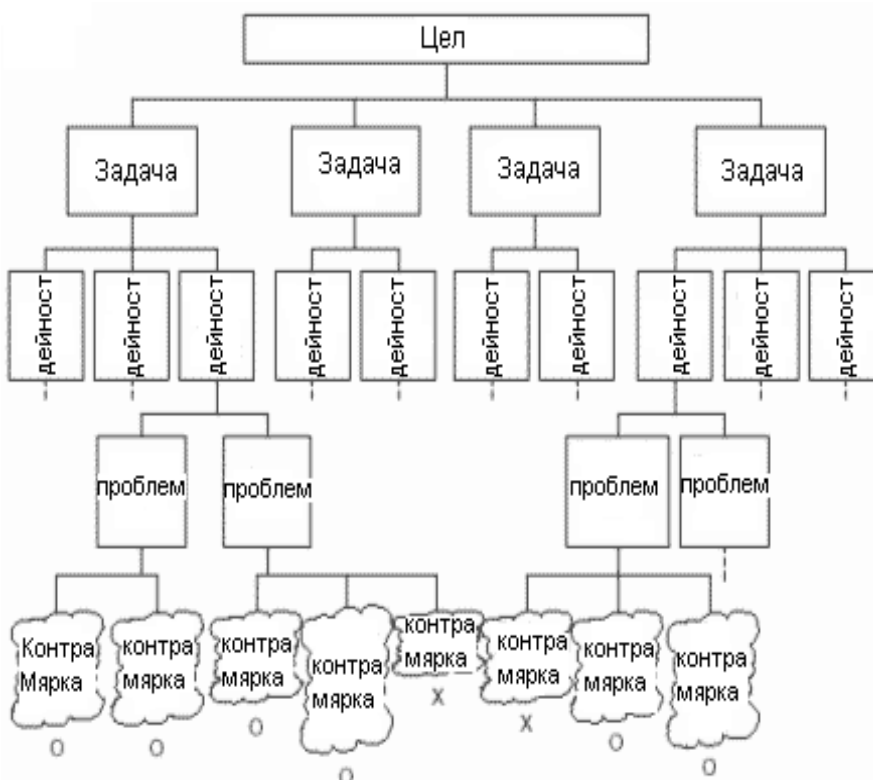 Цел
Задача
Задача
Задача
Задача
дейност
дейност
дейност
дейност
дейност
дейност
дейност
дейност
дейност
дейност
проблем
проблем
проблем
проблем
Контра
Мярка
контра
мярка
контра
мярка
контра
мярка
контра
мярка
контра
мярка
контра
мярка
контра
мярка
О
О
О
О
X
X
О
О